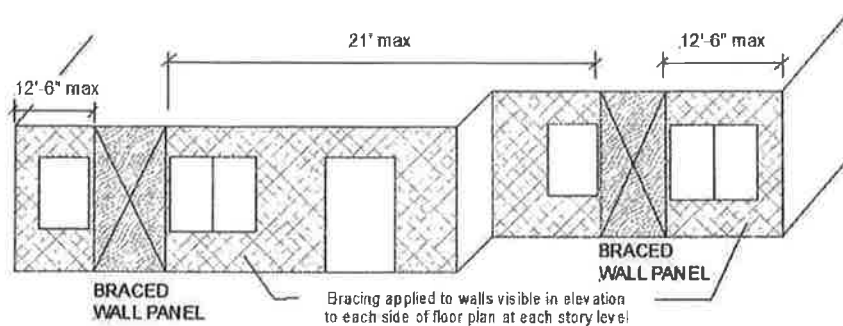 21' max
12'-6" max
12'-6" max
BRACED
WALL PANEL
BRACED
WALL PANEL
Bracing applied to walls visible in elevation
to each side of floor plan at each story level